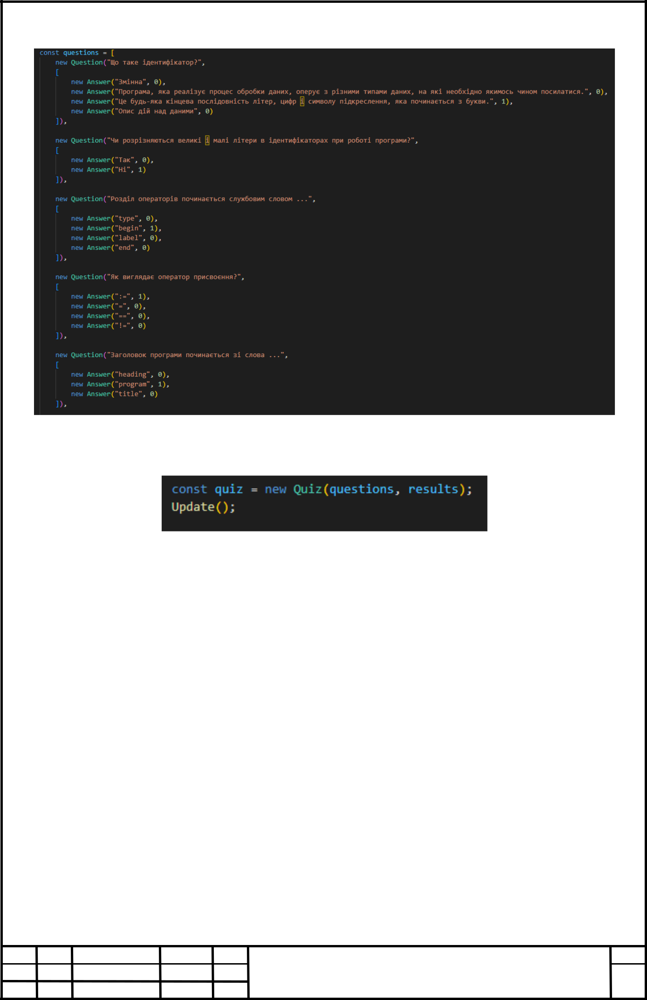 const questions = [
new Question("Що таке ідентифікатор?",
[
new Answer("Змінна", 0),
new Answer("Програма, яка реалізує процес обробки даних, оперує з різними типами даних, на які необхідно якимось чином посилатися.", 0),
new Answer("Це будь-яка кінцева послідовність літер, цифр і символу підкреслення, яка починається з букви.", 1),
new Answer("Опис дій над даними", 0)
]),
new Question("Чи розрізняються великі і малі літери в ідентифікаторах при роботі програми?",
[
new Answer("Так", 0),
new Answer("Ні", 1)
]),
new Question("Розділ операторів починається службовим словом ...",
[
new Answer("type", 0),
new Answer("begin", 1),
new Answer("label", 0),
new Answer("end", 0)
]),
new Question("Як виглядає оператор присвоєння?",
[
new Answer(":=", 1),
new Answer("=", 0),
new Answer("==", 0),
new Answer("!=", 0)
]),
new Question("Заголовок програми починається зі слова ...",
[
new Answer("heading", 0),
new Answer("program", 1),
new Answer("title", 0)
]),
const quiz = new Quiz(questions, results);
Update();